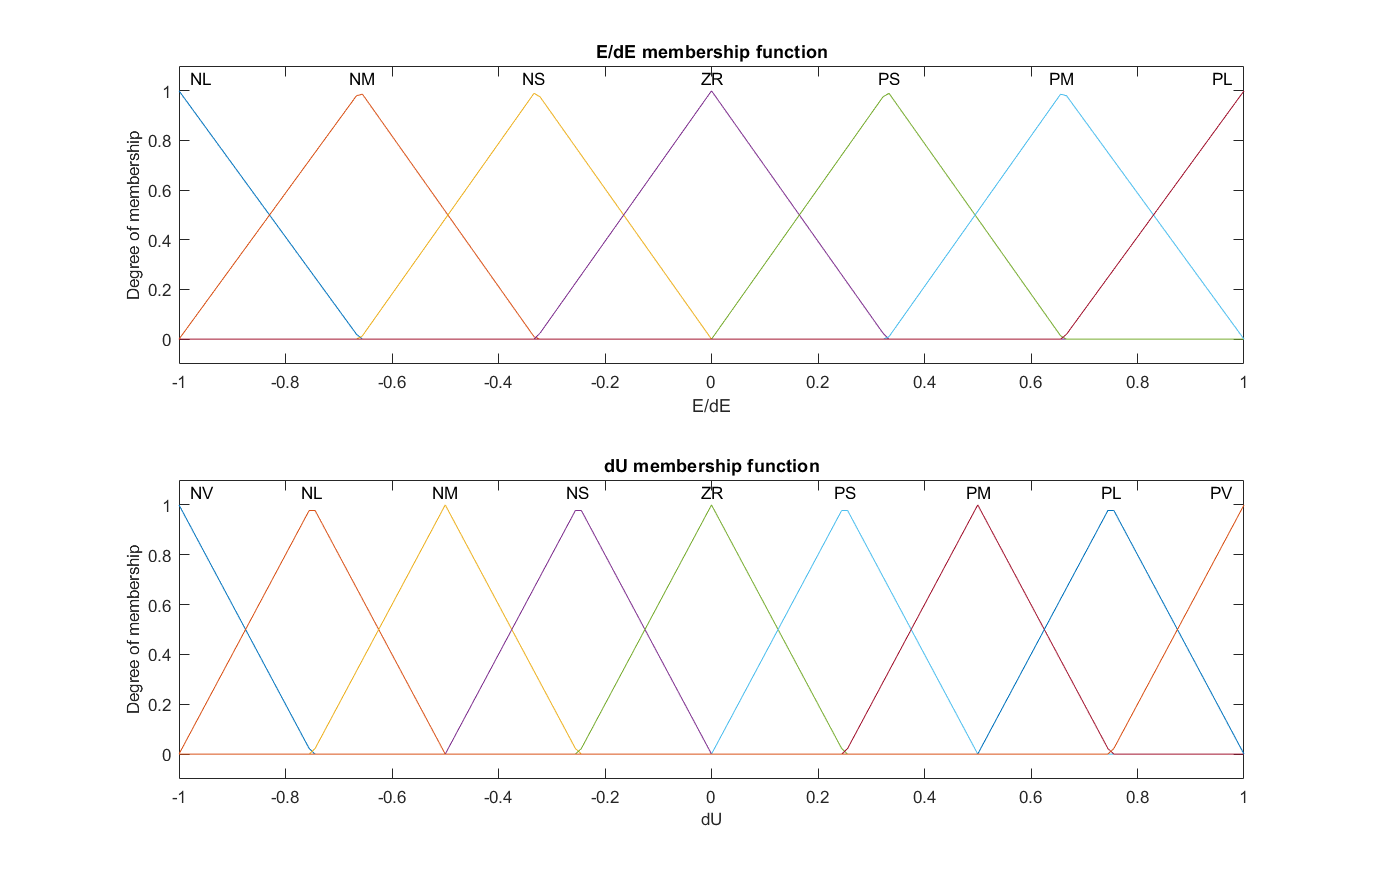 E/dE membership function
NL NM NS ZR PS PM PL
1
0.8
0.6
0.4
0.2
0
Degree of membership
-1 -0.8 -0.6 -0.4 -0.2 0 0.2 0.4 0.6 0.8 1
E/dE
dU membership function
NV NL NM NS ZR PS PM PL PV
1
0.8
0.6
0.4
0.2
0
Degree of membership
-1 -0.8 -0.6 -0.4 -0.2 0 0.2 0.4 0.6 0.8 1
dU